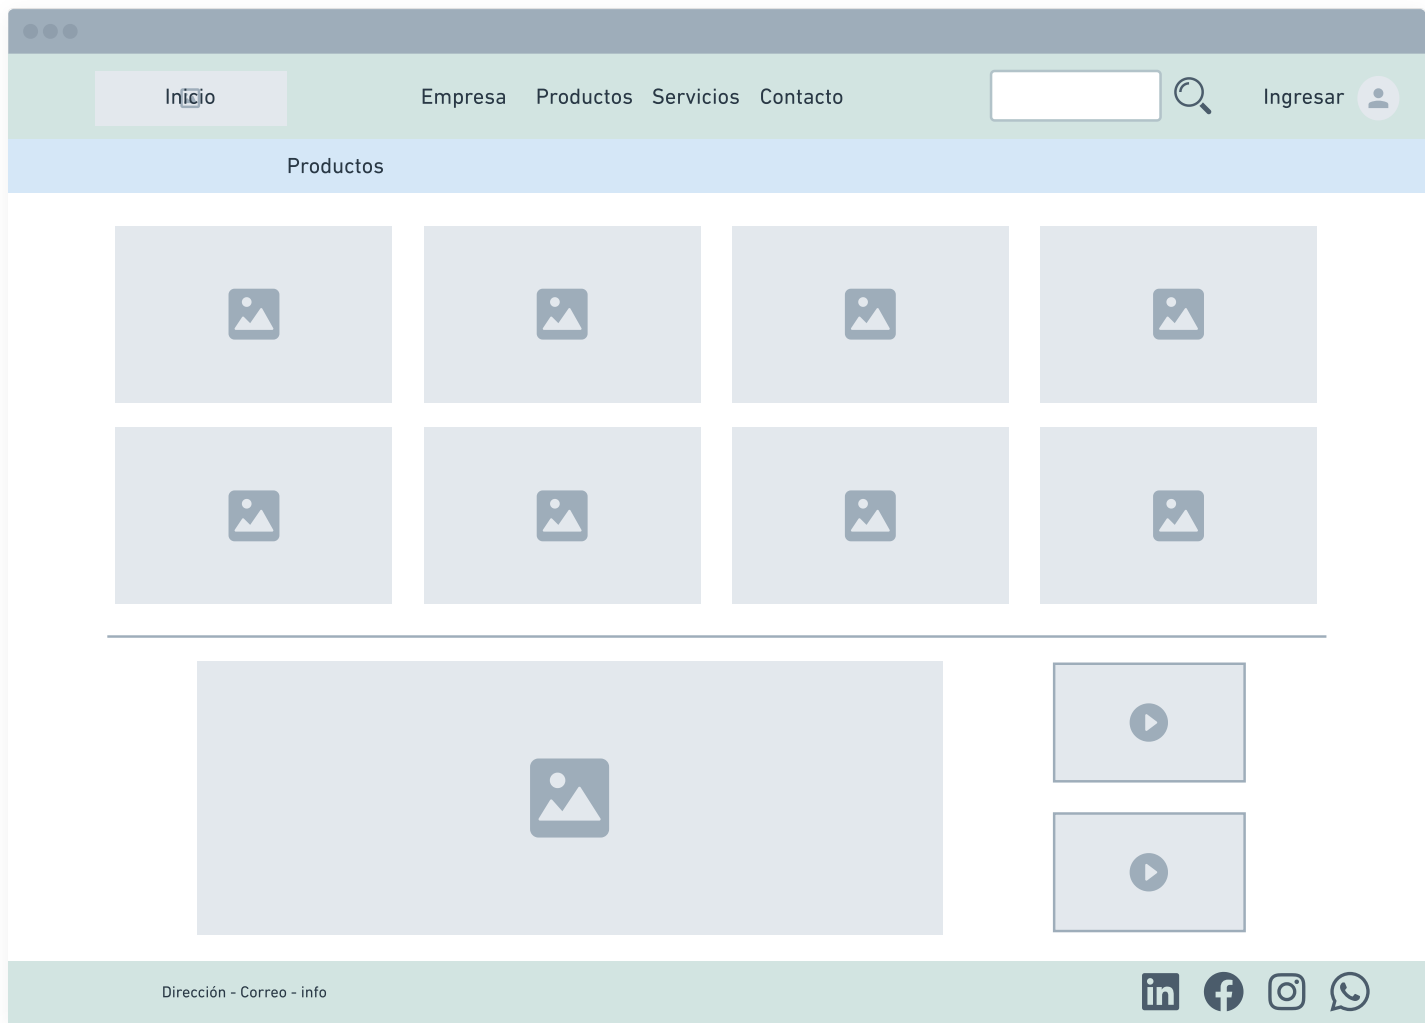 Inicio
Empresa Productos Servicios Contacto
Ingresar
Productos
Dirección - Correo - info